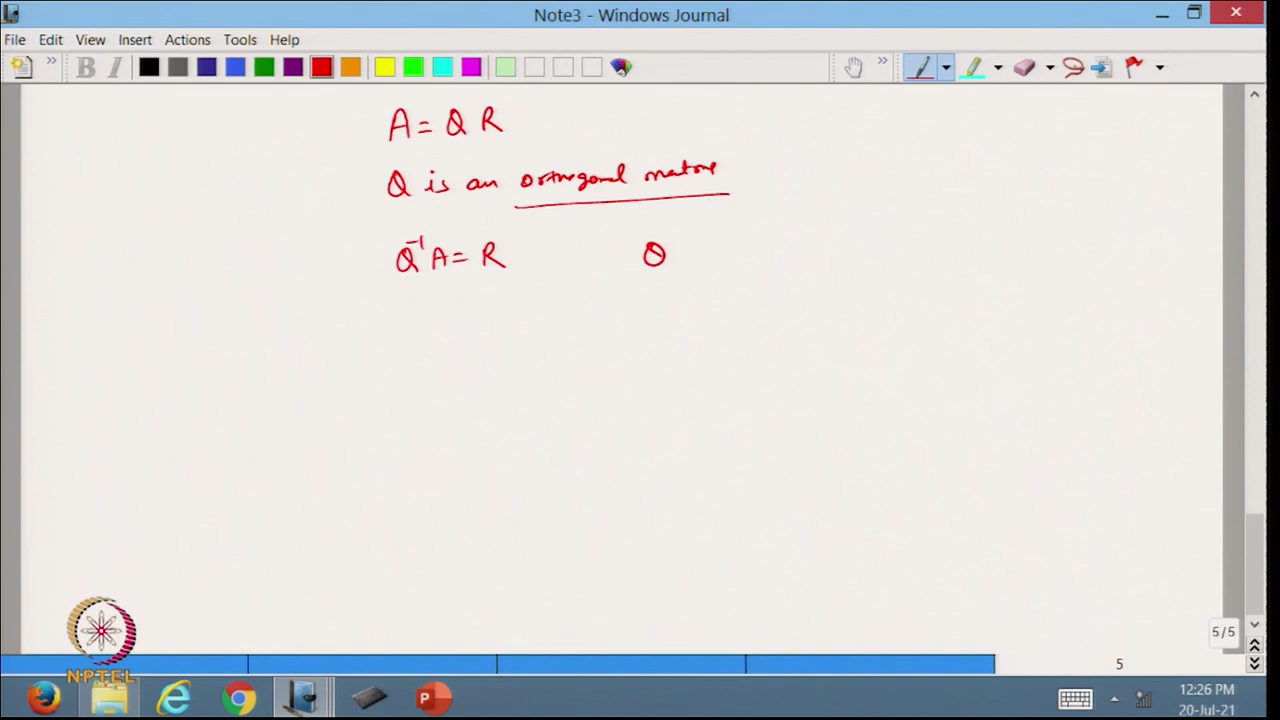 Note3 - Windows Journal
File Edit View Insert Actions Tools Help
B I
A = Q R
Q is an orthogonal matrix
Q⁻¹ A = R Q
5/5
5
NPTEL
12:26 PM
20-Jul-21